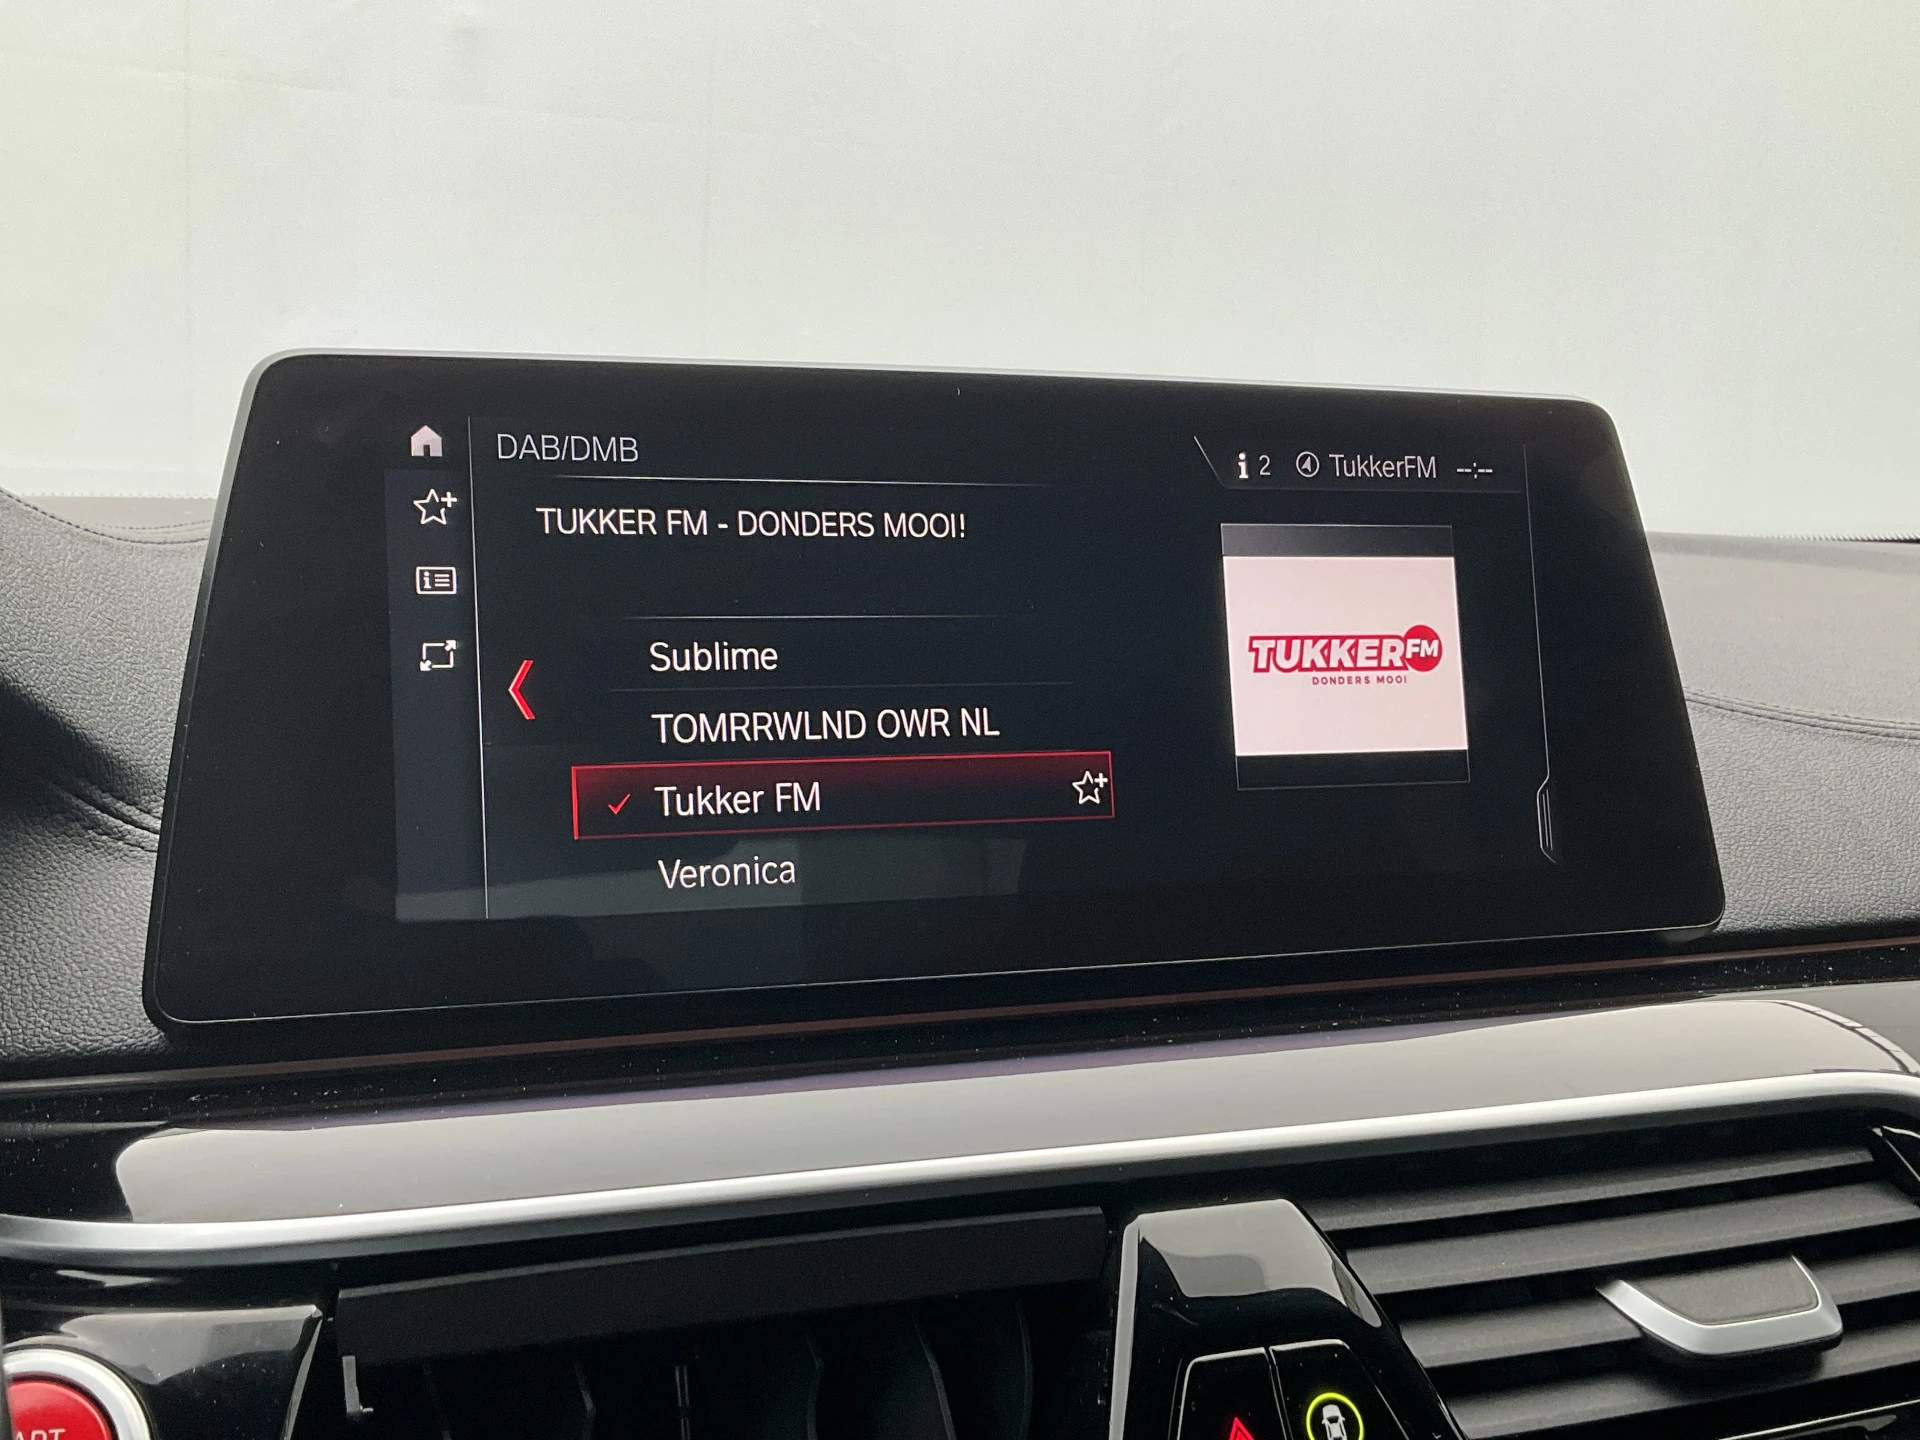 DAB/DMB
i 2 TukkerFM --:--
TUKKER FM - DONDERS MOOI!
Sublime
TOMRRWLND OWR NL
Tukker FM
Veronica
TUKKERFM
DONDERS MOOI